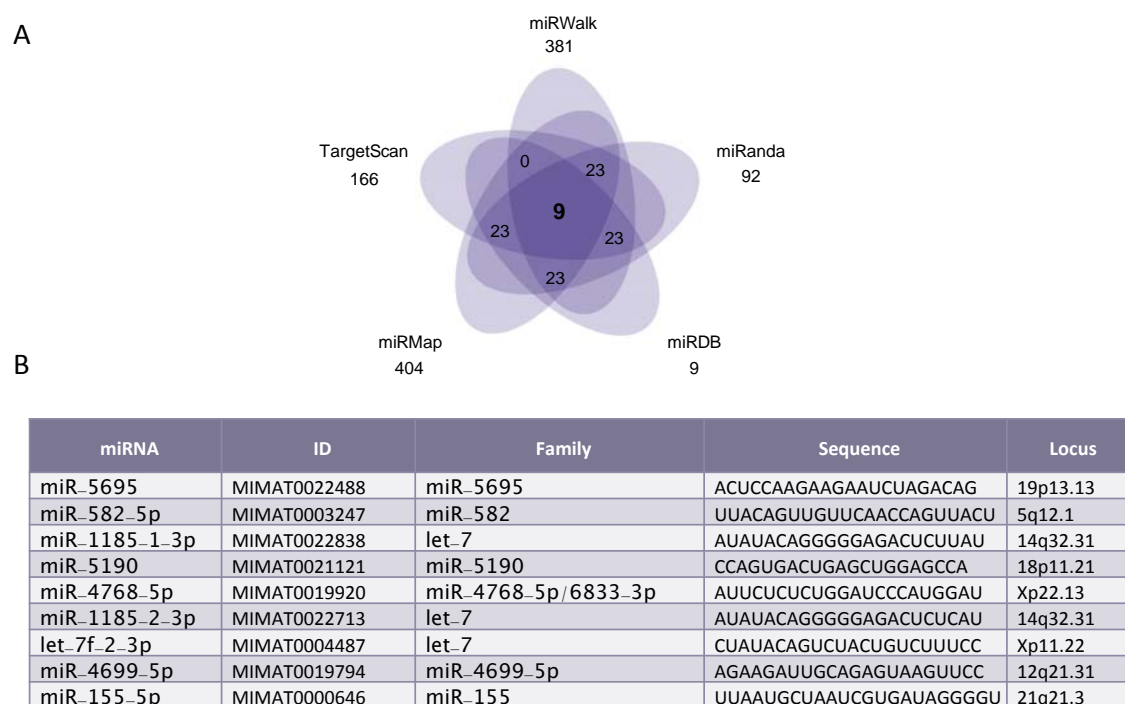 A
miRWalk
381
TargetScan
166
miRanda
92
0
23
9
23
23
23
miRMap
404
miRDB
9
B
miRNA ID Family Sequence Locus
miR-5695 MIMAT0022488 miR-5695 ACUCCAAGAAGAAUCUAGACAG 19p13.13
miR-582-5p MIMAT0003247 miR-582 UUACAGUUGUUCAACCAGUUACU 5q12.1
miR-1185-1-3p MIMAT0022838 let-7 AUAUACAGGGGGAGACUCUUAU 14q32.31
miR-5190 MIMAT0021121 miR-5190 CCAGUGACUGAGCUGGAGCCA 18p11.21
miR-4768-5p MIMAT0019920 miR-4768-5p/6833-3p AUUCUCUCUGGAUCCCAUGGAU Xp22.13
miR-1185-2-3p MIMAT0022713 let-7 AUAUACAGGGGGAGACUCUCAU 14q32.31
let-7f-2-3p MIMAT0004487 let-7 CUAUACAGUCUACUGUCUUUCC Xp11.22
miR-4699-5p MIMAT0019794 miR-4699-5p AGAAGAUUGCAGAGUAAGUUCC 12q21.31
miR-155-5p MIMAT0000646 miR-155 UUAAUGCUAAUCGUGAUAGGGGU 21q21.3